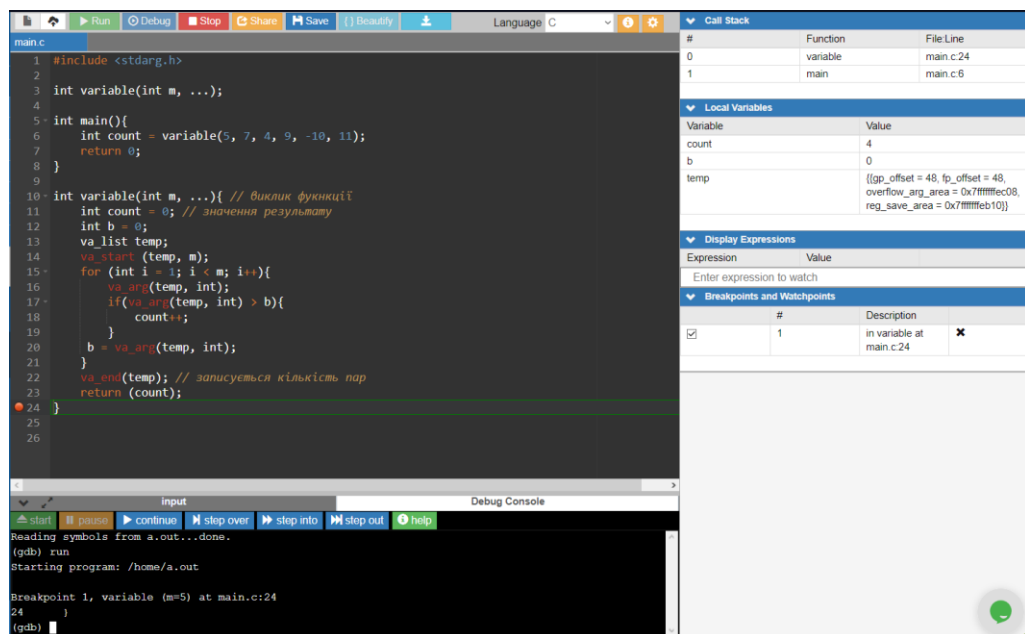 Run Debug Stop Share Save { } Beautify Language C
main.c
1 #include <stdarg.h>
2
3 int variable(int m, ...);
4
5 int main(){
6 int count = variable(5, 7, 4, 9, -10, 11);
7 return 0;
8 }
9
10 int variable(int m, ...){ // виклик фукнкції
11 int count = 0; // значення результату
12 int b = 0;
13 va_list temp;
14 va_start (temp, m);
15 for (int i = 1; i < m; i++){
16 va_arg(temp, int);
17 if(va_arg(temp, int) > b){
18 count++;
19 }
20 b = va_arg(temp, int);
21 }
22 va_end(temp); // записується кількість пар
23 return (count);
24 }
25
26
input Debug Console
start pause continue step over step into step out help
Reading symbols from a.out...done.
(gdb) run
Starting program: /home/a.out
Breakpoint 1, variable (m=5) at main.c:24
24 }
(gdb)
Call Stack
# Function File:Line
0 variable main.c:24
1 main main.c:6
Local Variables
Variable Value
count 4
b 0
temp {{gp_offset = 48, fp_offset = 48,
overflow_arg_area = 0x7fffffffec08,
reg_save_area = 0x7fffffffeb10}}
Display Expressions
Expression Value
Enter expression to watch
Breakpoints and Watchpoints
# Description
1 in variable at
main.c:24